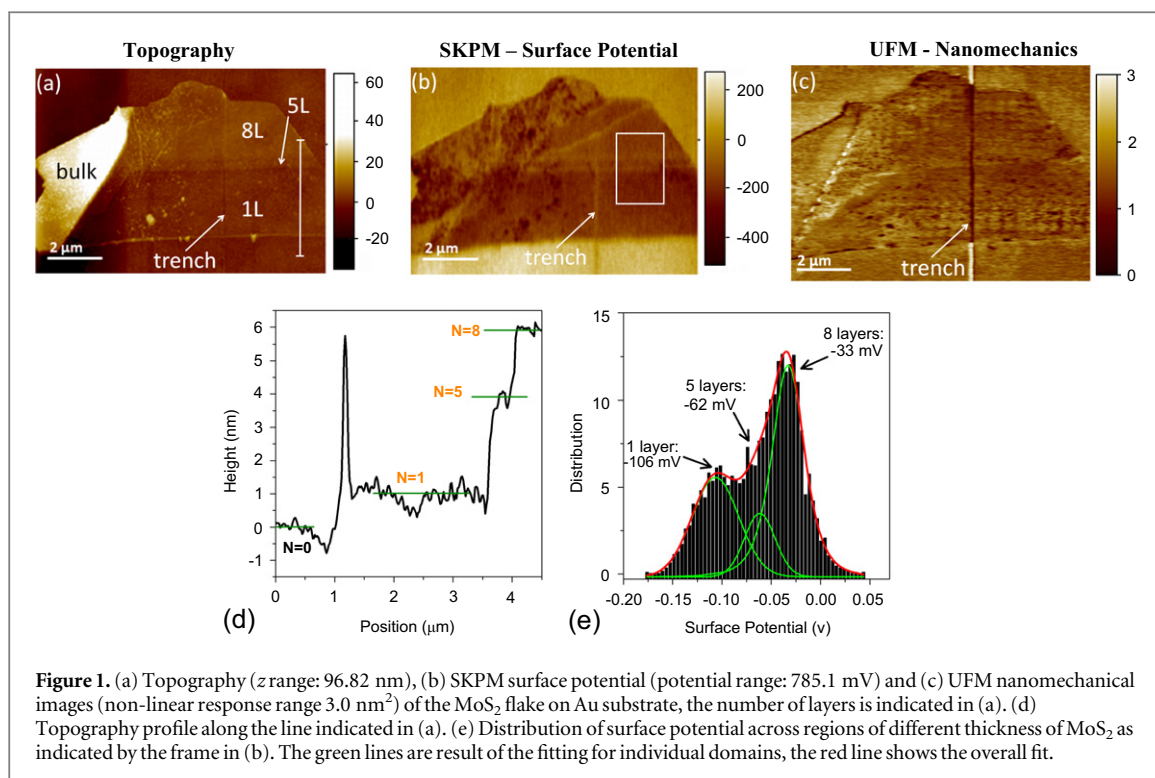 Topography
SKPM – Surface Potential
UFM - Nanomechanics
(a)
60
40
20
0
-20
5L
8L
bulk
1L
2 µm
trench
(b)
200
0
-200
-400
2 µm
trench
(c)
3
2
1
0
2 µm
trench
6
5
4
3
2
1
0
-1
Height (nm)
N=8
N=5
N=1
N=0
0 1 2 3 4
(d)
Position (µm)
15
10
5
0
Distribution
8 layers:
-33 mV
5 layers:
-62 mV
1 layer:
-106 mV
-0.20 -0.15 -0.10 -0.05 0.00 0.05
(e)
Surface Potential (v)
Figure 1. (a) Topography (z range: 96.82 nm), (b) SKPM surface potential (potential range: 785.1 mV) and (c) UFM nanomechanical
images (non-linear response range 3.0 nm²) of the MoS₂ flake on Au substrate, the number of layers is indicated in (a). (d)
Topography profile along the line indicated in (a). (e) Distribution of surface potential across regions of different thickness of MoS₂ as
indicated by the frame in (b). The green lines are result of the fitting for individual domains, the red line shows the overall fit.